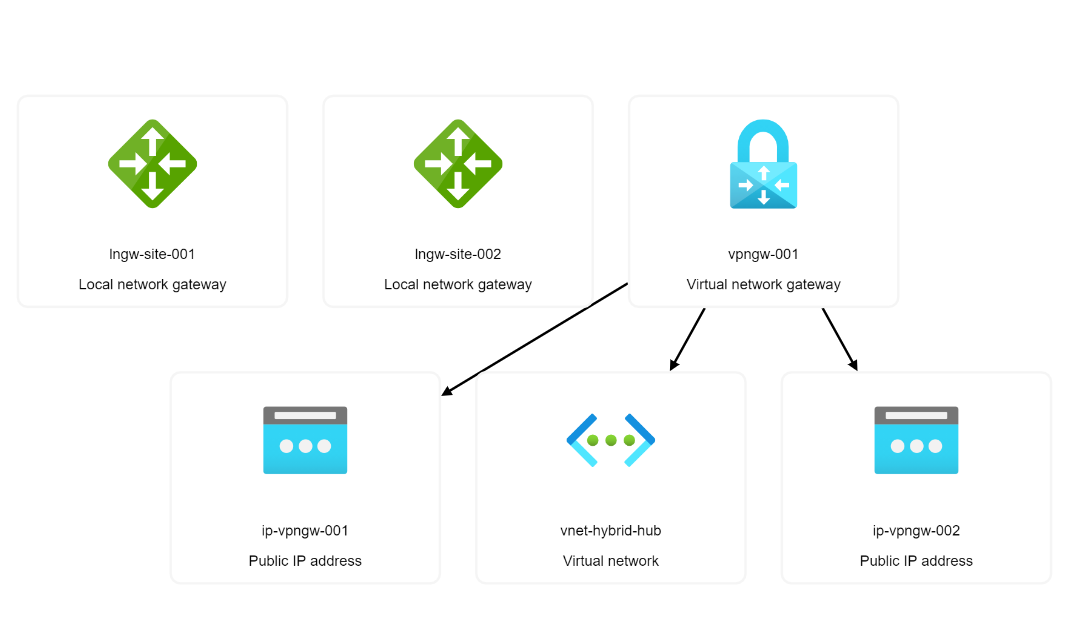 lngw-site-001
Local network gateway
lngw-site-002
Local network gateway
vpngw-001
Virtual network gateway
ip-vpngw-001
Public IP address
vnet-hybrid-hub
Virtual network
ip-vpngw-002
Public IP address